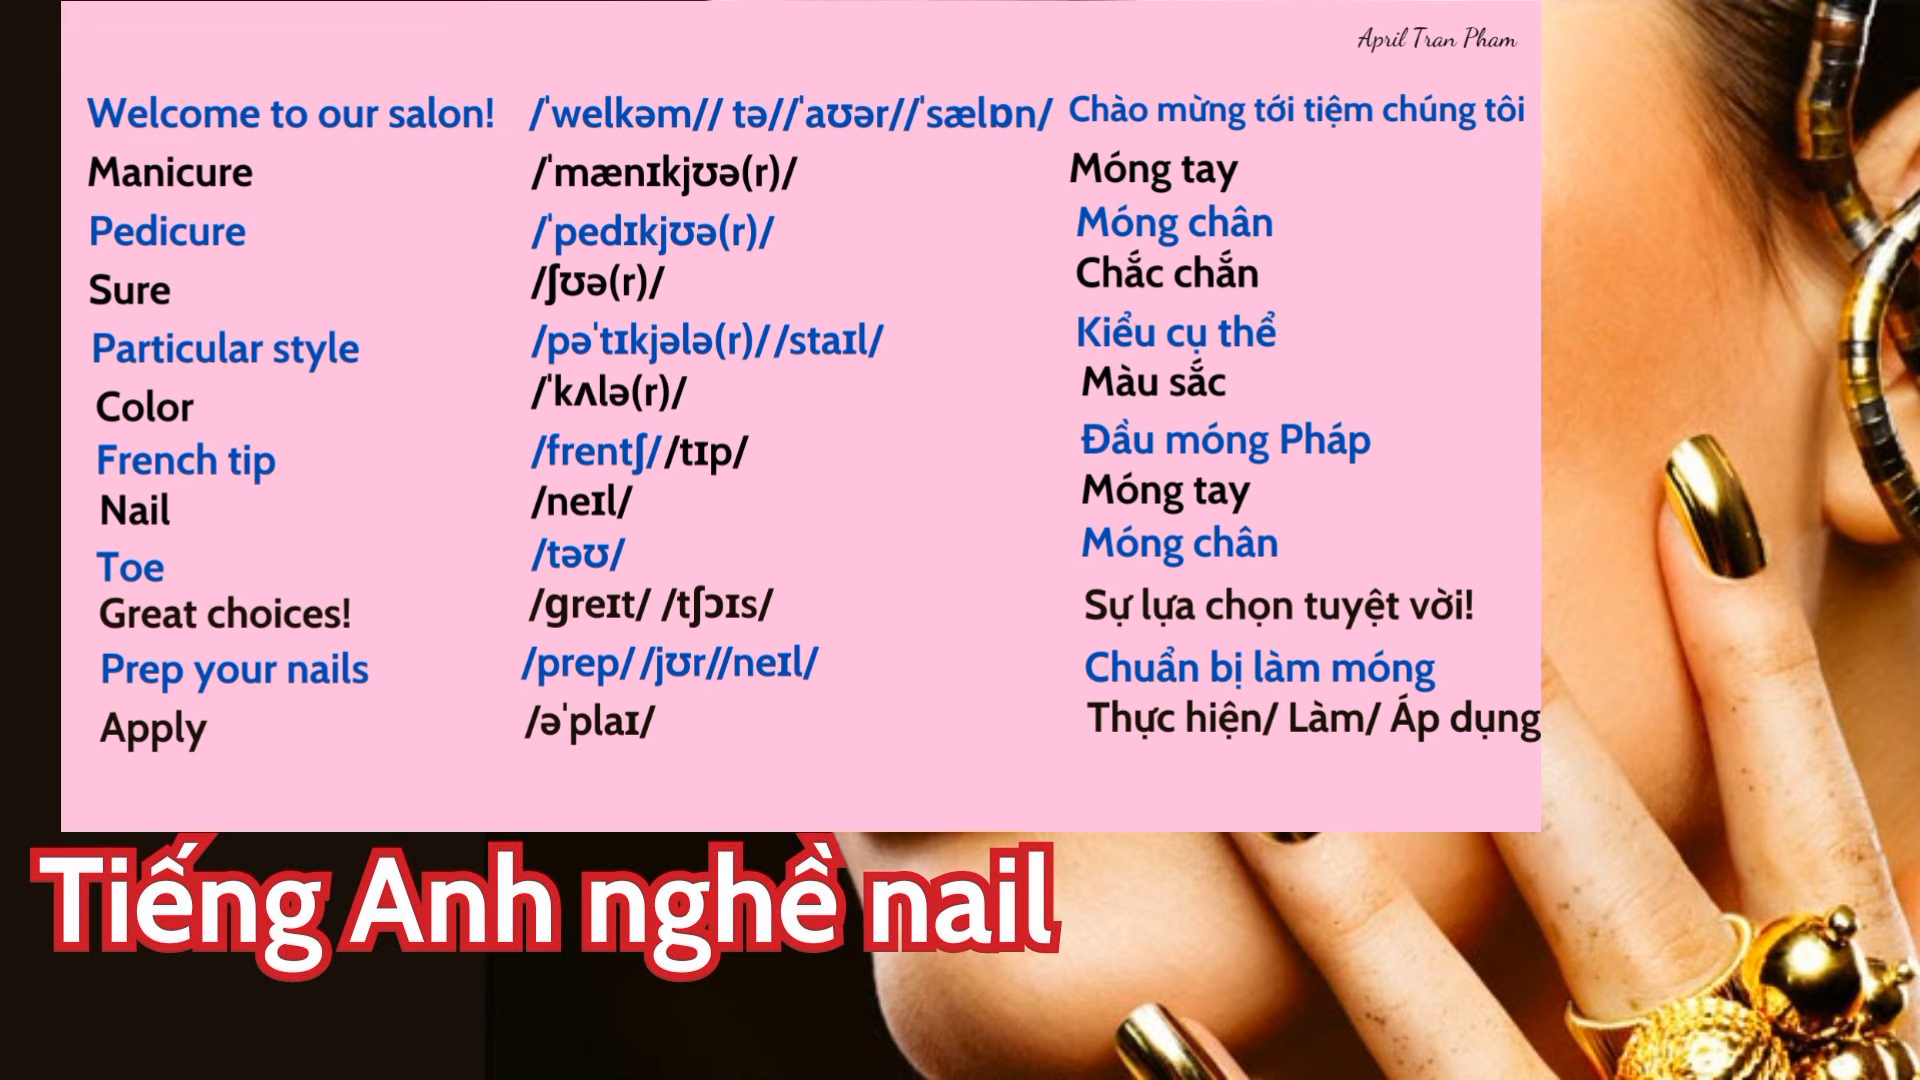 April Tran Pham
Welcome to our salon! /ˈwelkəm// tə//ˈaʊər//ˈsælɒn/ Chào mừng tới tiệm chúng tôi
Manicure /ˈmænɪkjʊə(r)/ Móng tay
Pedicure /ˈpedɪkjʊə(r)/ Móng chân
Sure /ʃʊə(r)/ Chắc chắn
Particular style /pəˈtɪkjələ(r)//staɪl/ Kiểu cụ thể
Color /ˈkʌlə(r)/ Màu sắc
French tip /frentʃ//tɪp/ Đầu móng Pháp
Nail /neɪl/ Móng tay
Toe /təʊ/ Móng chân
Great choices! /ɡreɪt/ /tʃɔɪs/ Sự lựa chọn tuyệt vời!
Prep your nails /prep//jʊr//neɪl/ Chuẩn bị làm móng
Apply /əˈplaɪ/ Thực hiện/ Làm/ Áp dụng
Tiếng Anh nghề nail